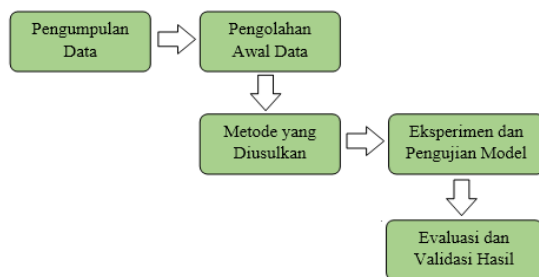 Pengumpulan
Data
Pengolahan
Awal Data
Metode yang
Diusulkan
Eksperimen dan
Pengujian Model
Evaluasi dan
Validasi Hasil